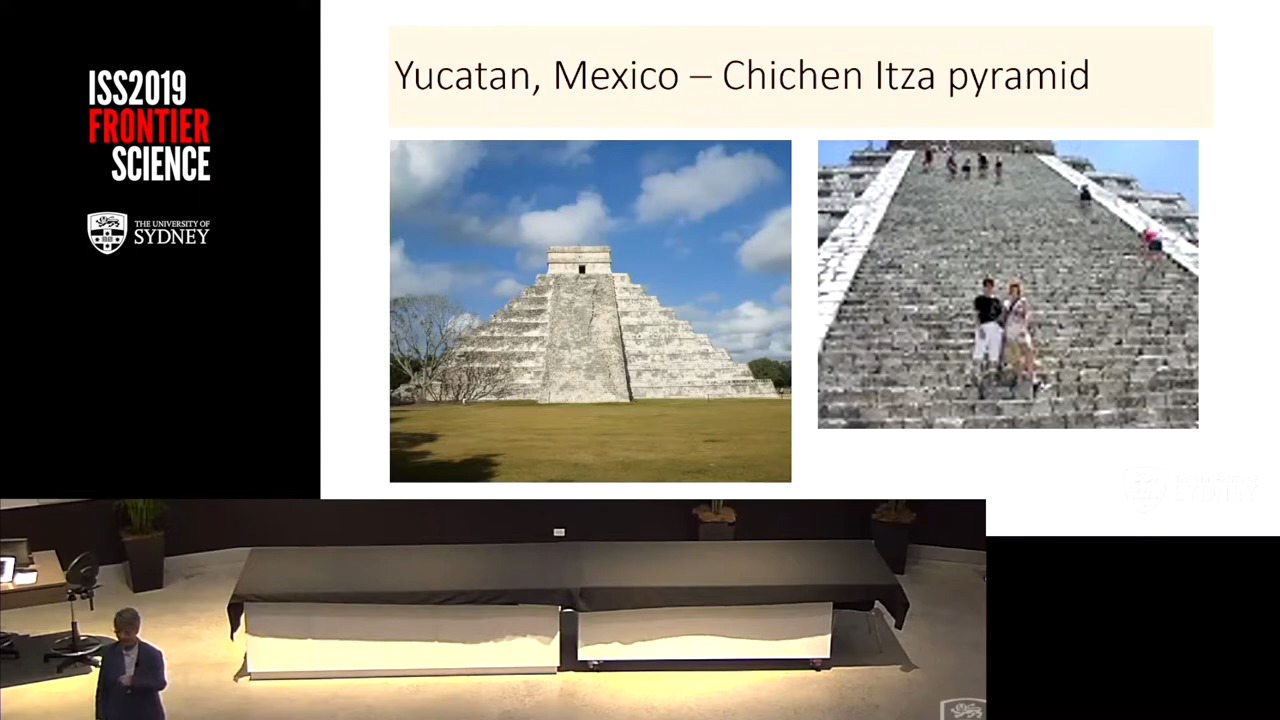 ISS2019
FRONTIER
SCIENCE
THE UNIVERSITY OF
SYDNEY
Yucatan, Mexico – Chichen Itza pyramid